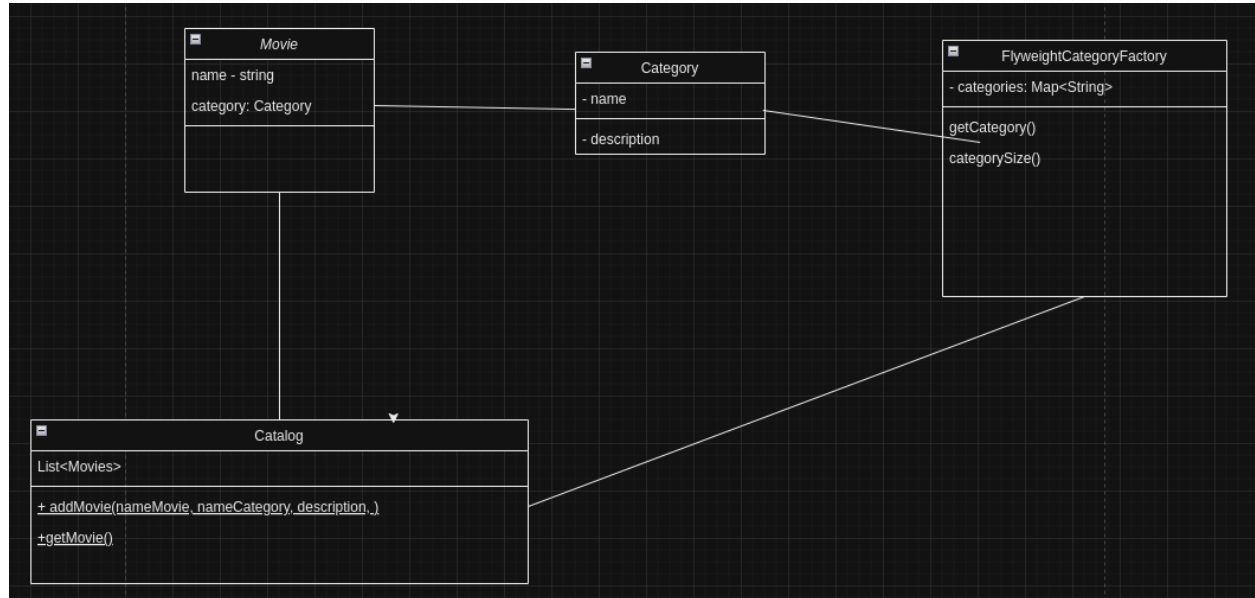 Movie
name - string
category: Category
Category
- name
- description
FlyweightCategoryFactory
- categories: Map<String>
getCategory()
categorySize()
Catalog
List<Movies>
+ addMovie(nameMovie, nameCategory, description, )
+getMovie()